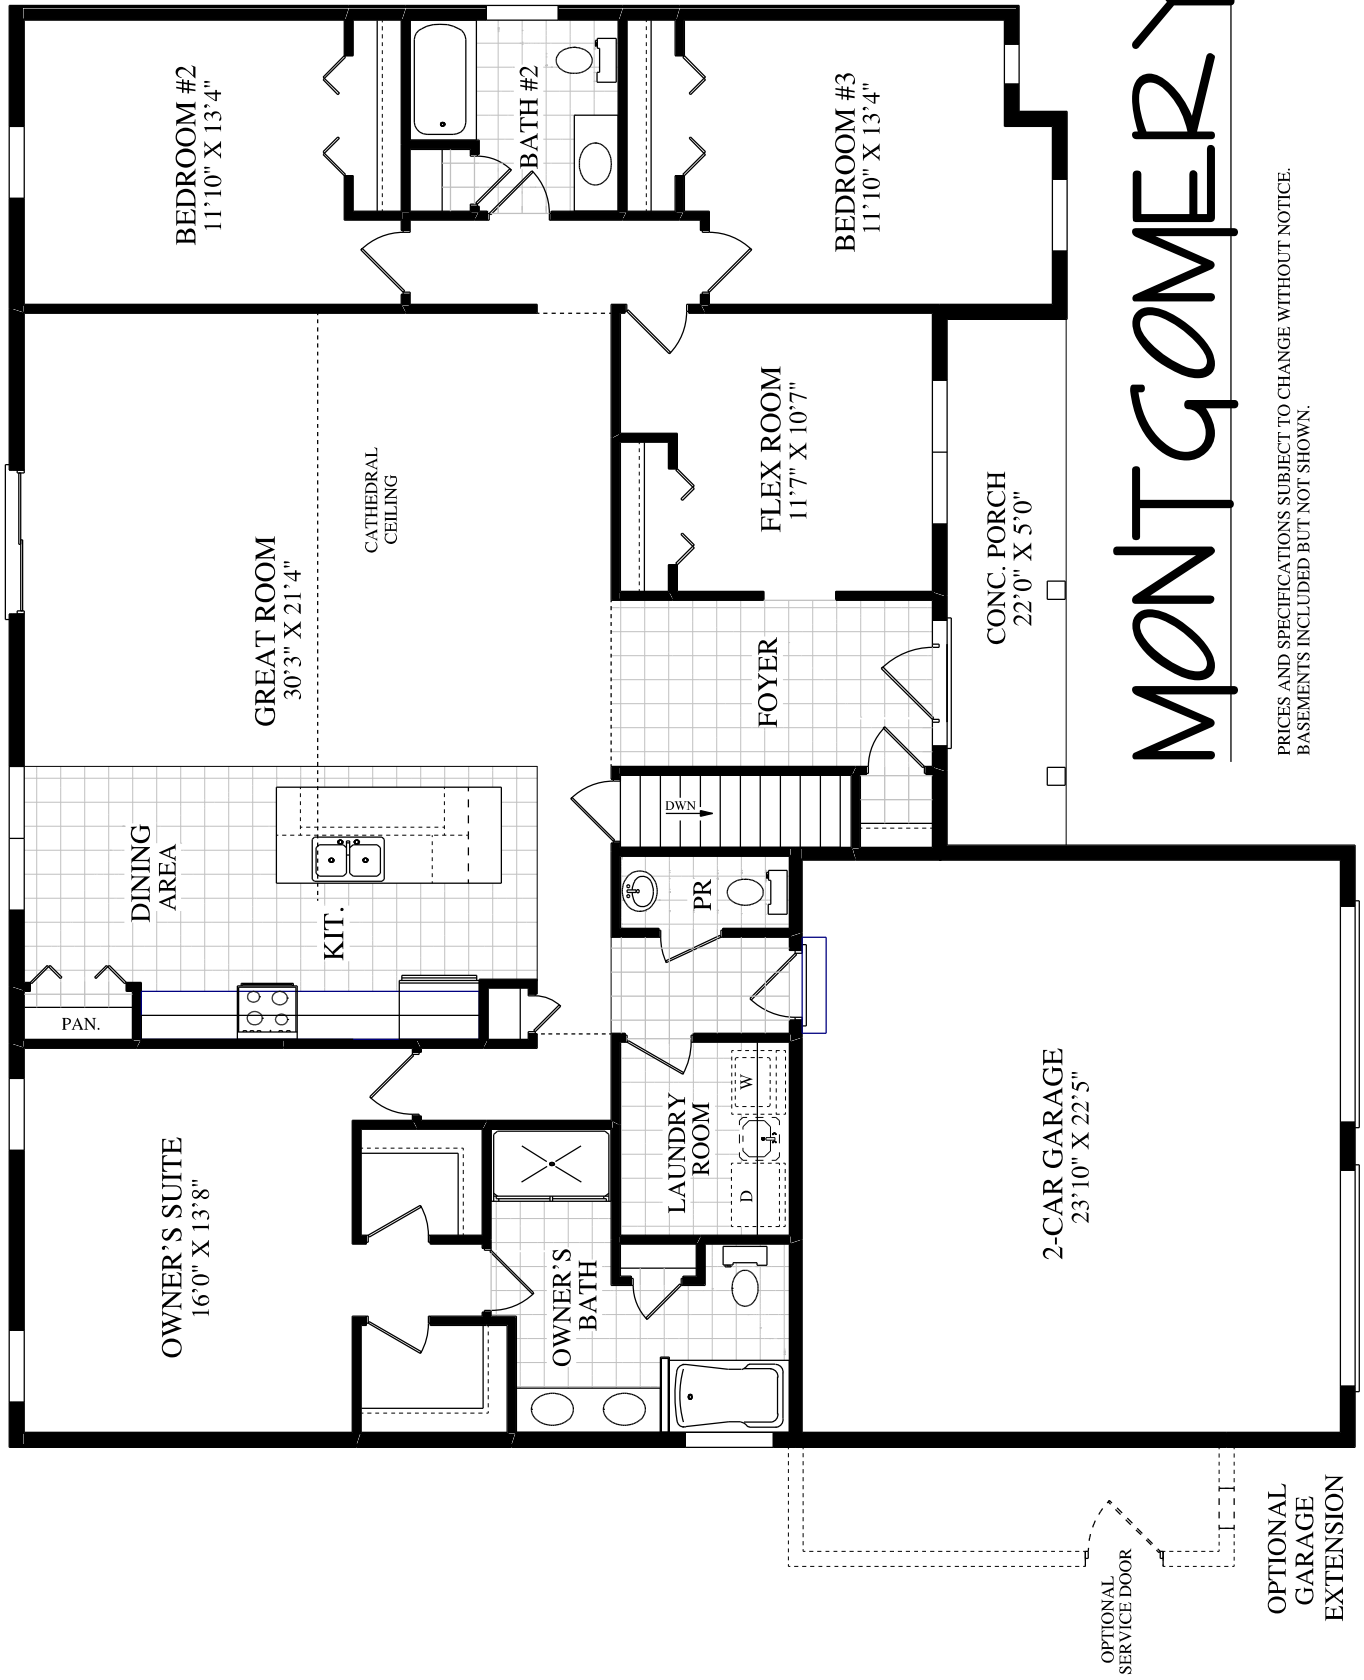 BEDROOM #2
11'10" X 13'4"
BATH #2
BEDROOM #3
11'10" X 13'4"
GREAT ROOM
30'3" X 21'4"
CATHEDRAL
CEILING
FLEX ROOM
11'7" X 10'7"
CONC. PORCH
22'0" X 5'0"
FOYER
DINING
AREA
KIT.
DWN
PR
PAN.
OWNER'S SUITE
16'0" X 13'8"
LAUNDRY
ROOM
W
D
OWNER'S
BATH
2-CAR GARAGE
23'10" X 22'5"
OPTIONAL
SERVICE DOOR
OPTIONAL
GARAGE
EXTENSION
MONTGOMERY
PRICES AND SPECIFICATIONS SUBJECT TO CHANGE WITHOUT NOTICE.
BASEMENTS INCLUDED BUT NOT SHOWN.